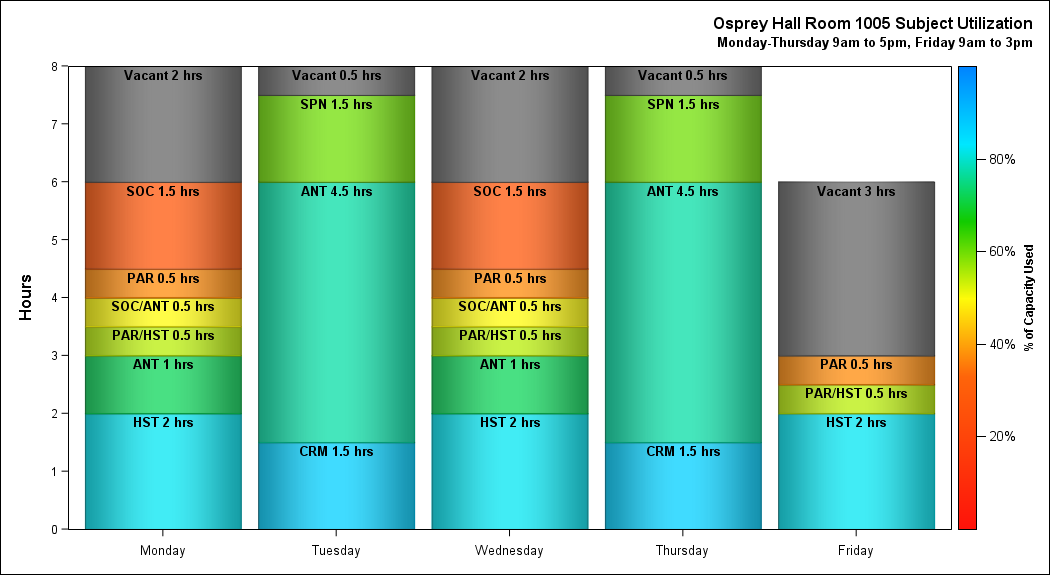 Osprey Hall Room 1005 Subject Utilization
Monday-Thursday 9am to 5pm, Friday 9am to 3pm
Hours
8
7
6
5
4
3
2
1
0
Vacant 2 hrs
SOC 1.5 hrs
PAR 0.5 hrs
SOC/ANT 0.5 hrs
PAR/HST 0.5 hrs
ANT 1 hrs
HST 2 hrs
Monday
Vacant 0.5 hrs
SPN 1.5 hrs
ANT 4.5 hrs
CRM 1.5 hrs
Tuesday
Vacant 2 hrs
SOC 1.5 hrs
PAR 0.5 hrs
SOC/ANT 0.5 hrs
PAR/HST 0.5 hrs
ANT 1 hrs
HST 2 hrs
Wednesday
Vacant 0.5 hrs
SPN 1.5 hrs
ANT 4.5 hrs
CRM 1.5 hrs
Thursday
Vacant 3 hrs
PAR 0.5 hrs
PAR/HST 0.5 hrs
HST 2 hrs
Friday
80%
60%
40%
20%
% of Capacity Used